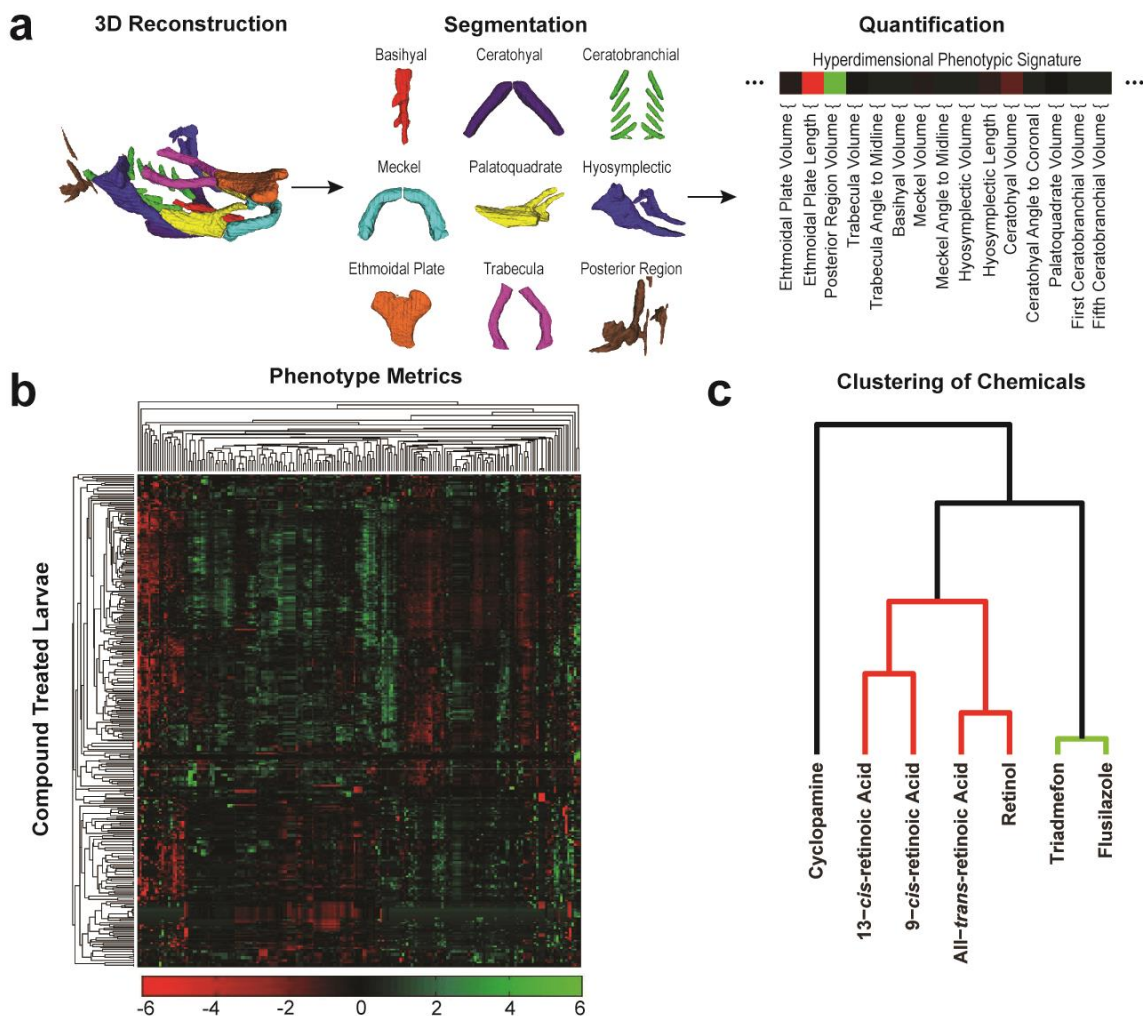 a
3D Reconstruction
Segmentation
Quantification
Basihyal
Ceratohyal
Ceratobranchial
Meckel
Palatoquadrate
Hyosymplectic
Ethmoidal Plate
Trabecula
Posterior Region
Hyperdimensional Phenotypic Signature
... ...
Ehtmoidal Plate Volume {
Ethmoidal Plate Length {
Posterior Region Volume {
Trabecula Volume {
Trabecula Angle to Midline {
Basihyal Volume {
Meckel Volume {
Meckel Angle to Midline {
Hyosymplectic Volume {
Hyosymplectic Length {
Ceratohyal Volume {
Ceratohyal Angle to Coronal {
Palatoquadrate Volume {
First Ceratobranchial Volume {
Fifth Ceratobranchial Volume {
b
Phenotype Metrics
Compound Treated Larvae
-6 -4 -2 0 2 4 6
c
Clustering of Chemicals
Cyclopamine
13-cis-retinoic Acid
9-cis-retinoic Acid
All-trans-retinoic Acid
Retinol
Triadmefon
Flusilazole